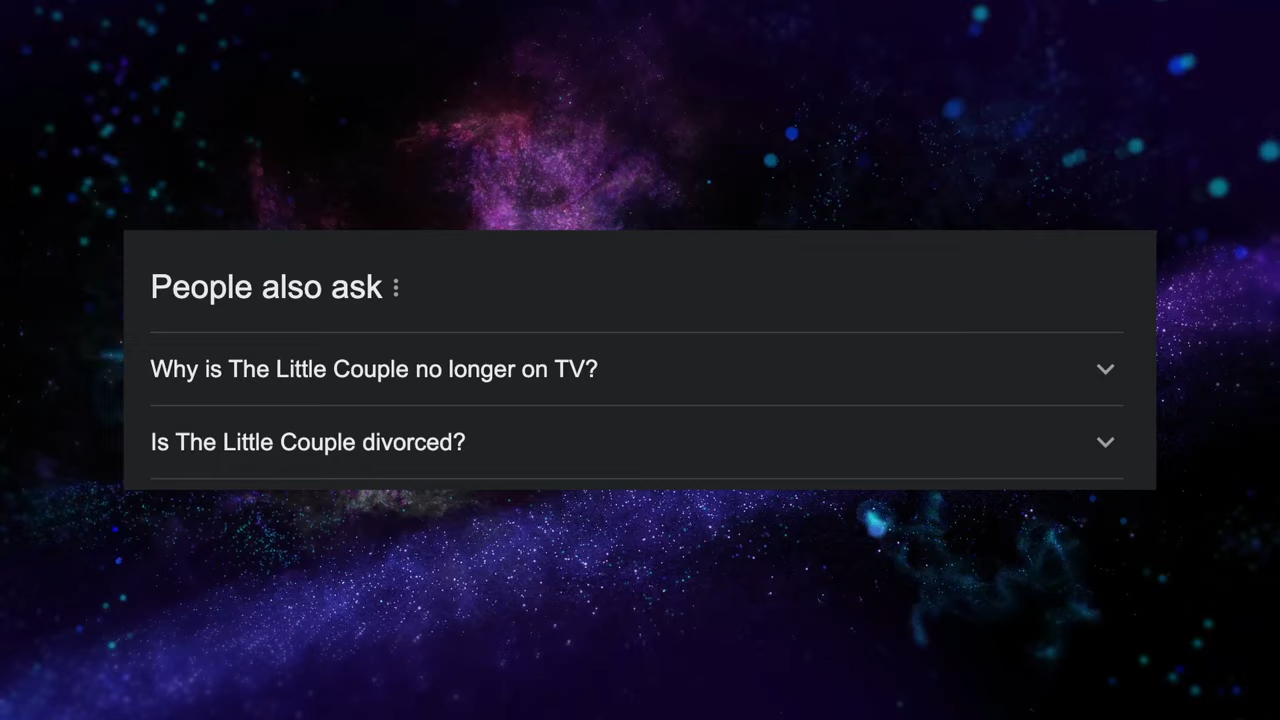 People also ask
Why is The Little Couple no longer on TV?
Is The Little Couple divorced?